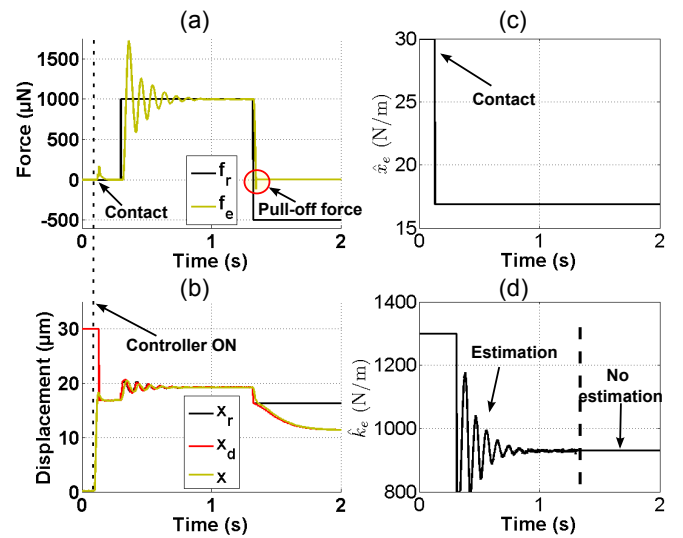 (a)
Force (µN)
1500
1000
500
0
-500
0
1
2
Time (s)
Contact
f_r
f_e
Pull-off force
(c)
x̂_e (N/m)
30
25
20
15
0
1
2
Time (s)
Contact
(b)
Displacement (µm)
30
20
10
0
0
1
2
Time (s)
Controller ON
x_r
x_d
x
(d)
k̂_e (N/m)
1400
1200
1000
800
0
1
2
Time (s)
Estimation
No
estimation